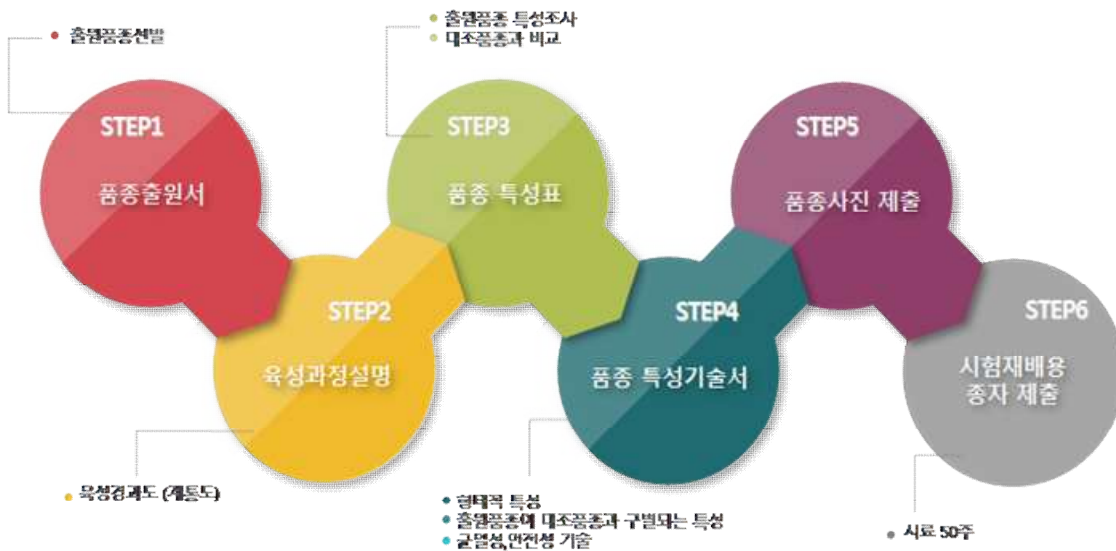 출원품종선발
STEP1
품종출원서
STEP2
육성과정설명
육성경과도 (계통도)
출원품종 특성조사
대조품종과 비교
STEP3
품종 특성표
STEP4
품종 특성기술서
형태적 특성
출원품종이 대조품종과 구별되는 특성
균일성,안전성 기술
STEP5
품종사진 제출
STEP6
시험재배용
종자 제출
시료 50주